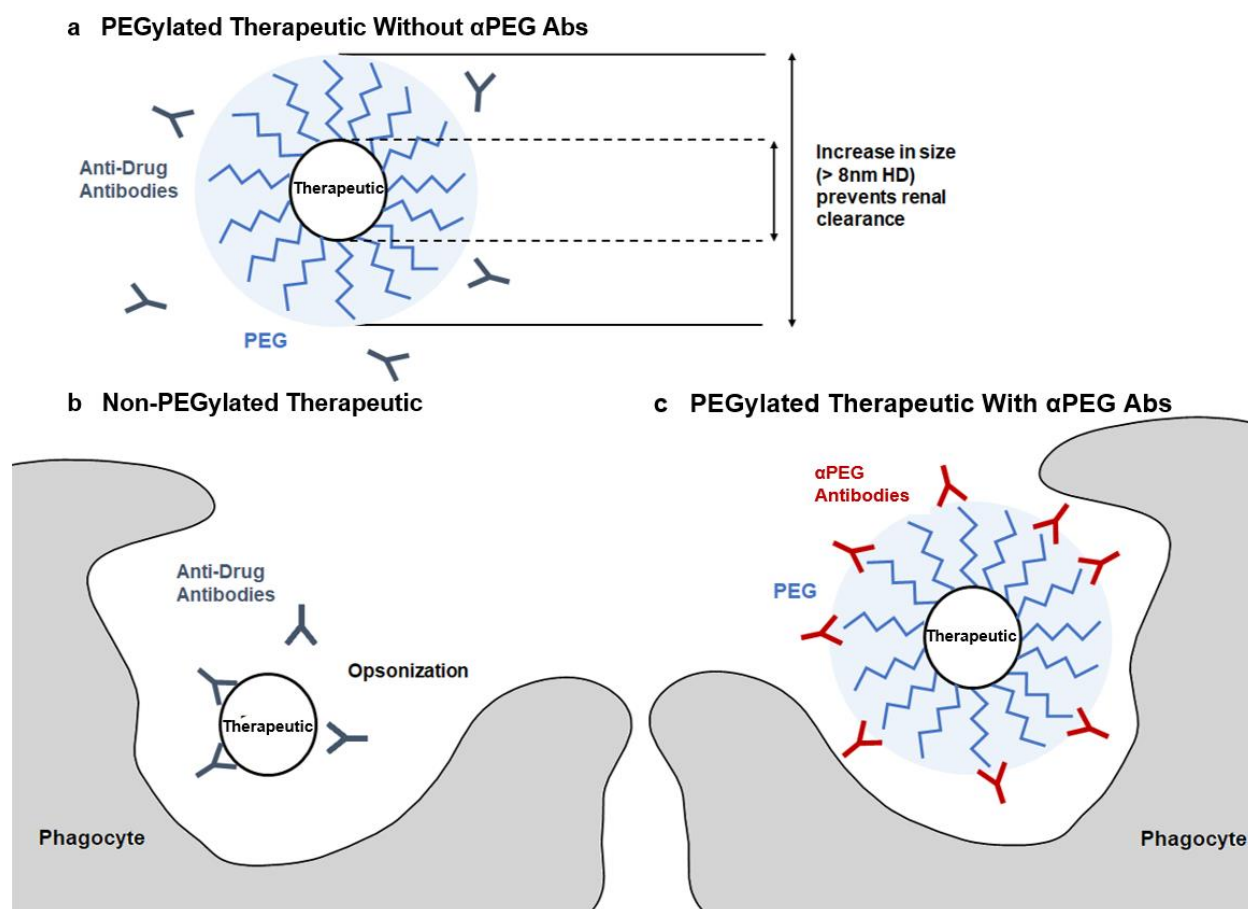 a PEGylated Therapeutic Without αPEG Abs
Anti-Drug
Antibodies
Therapeutic
PEG
Increase in size
(> 8nm HD)
prevents renal
clearance
b Non-PEGylated Therapeutic
Anti-Drug
Antibodies
Opsonization
Therapeutic
Phagocyte
c PEGylated Therapeutic With αPEG Abs
αPEG
Antibodies
PEG
Therapeutic
Phagocyte